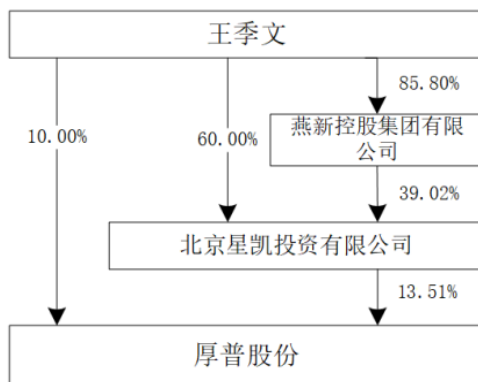 王季文
85.80%
10.00%
60.00%
燕新控股集团有限
公司
39.02%
北京星凯投资有限公司
13.51%
厚普股份